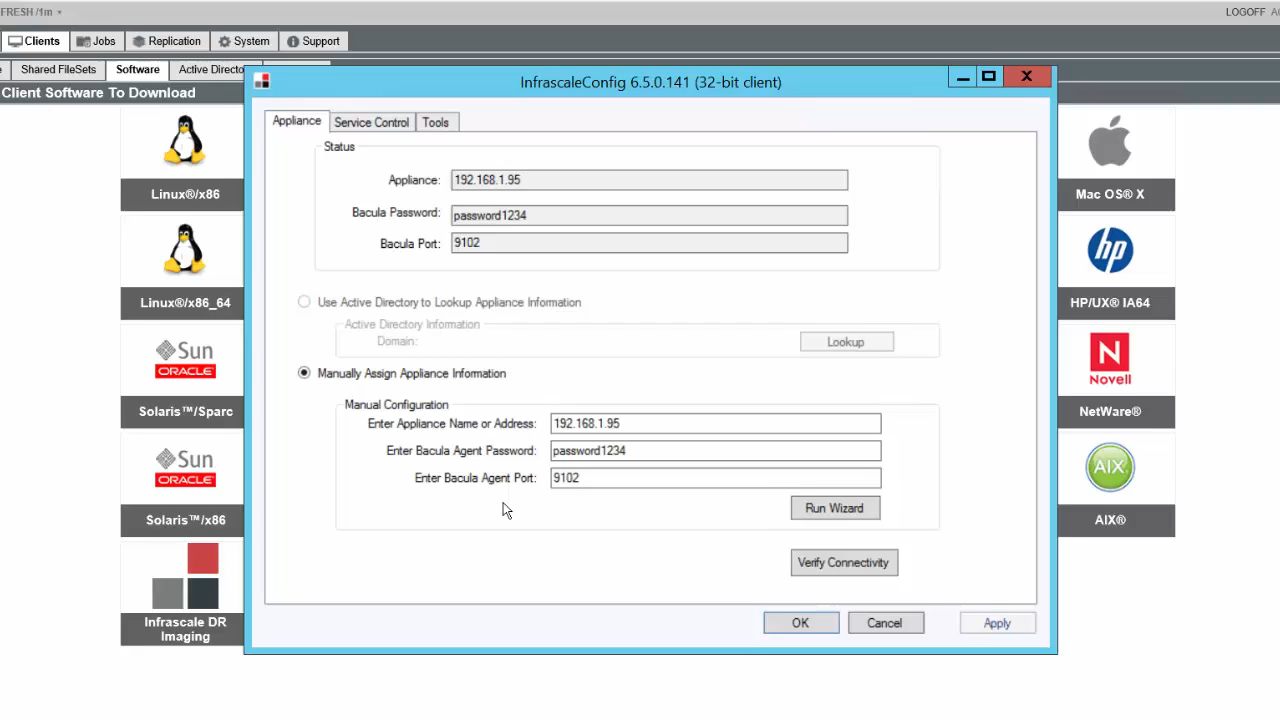 FRESH /1m
LOGOFF
Clients
Jobs
Replication
System
Support
Shared FileSets
Software
Active Directo
Client Software To Download
Linux®/x86
Linux®/x86_64
Sun
ORACLE
Solaris™/Sparc
Sun
ORACLE
Solaris™/x86
Infrascale DR
Imaging
InfrascaleConfig 6.5.0.141 (32-bit client)
X
Appliance
Service Control
Tools
Status
Appliance: 192.168.1.95
Bacula Password: password1234
Bacula Port: 9102
Use Active Directory to Lookup Appliance Information
Active Directory Information
Domain:
Lookup
Manually Assign Appliance Information
Manual Configuration
Enter Appliance Name or Address: 192.168.1.95
Enter Bacula Agent Password: password1234
Enter Bacula Agent Port: 9102
Run Wizard
Verify Connectivity
OK
Cancel
Apply
Mac OS® X
hp
HP/UX® IA64
N
NOVELL
NetWare®
AIX
AIX®